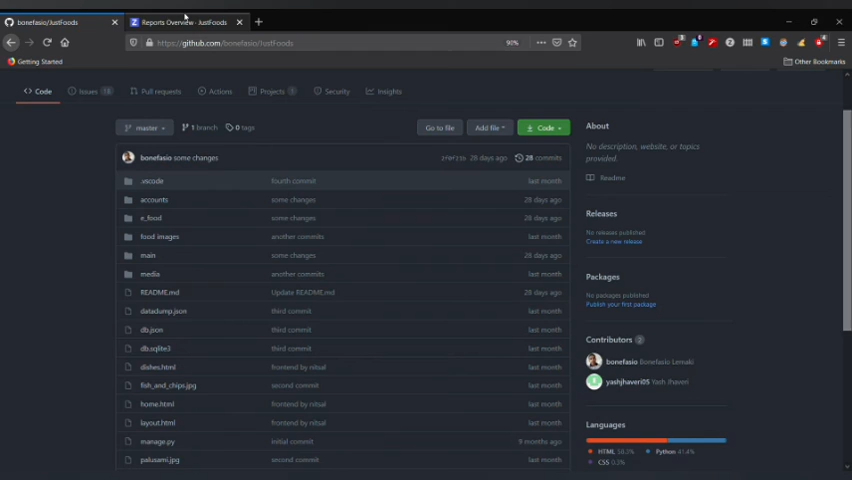 bonefasio/JustFoods
Reports Overview - JustFoods
https://github.com/bonefasio/JustFoods
90%
Getting Started
Other Bookmarks
Code
Issues 18
Pull requests
Actions
Projects
Security
Insights
master
1 branch
0 tags
Go to file
Add file
Code
bonefasio some changes
28 days ago
28 commits
.vscode fourth commit last month
accounts some changes 28 days ago
e_food some changes 28 days ago
food images another commits last month
main some changes 28 days ago
media another commits last month
README.md Update README.md 28 days ago
datadump.json third commit last month
db.json third commit last month
db.sqlite3 third commit last month
dishes.html frontend by nitsal last month
fish_and_chips.jpg second commit last month
home.html frontend by nitsal last month
layout.html frontend by nitsal last month
manage.py initial commit 9 months ago
palusami.jpg second commit last month
About
No description, website, or topics
provided.
Readme
Releases
No releases published
Create a new release
Packages
No packages published
Publish your first package
Contributors 2
bonefasio Bonefasio Lemaki
yashjhaveri05 Yash Jhaveri
Languages
HTML 58.3% Python 41.4%
CSS 0.3%